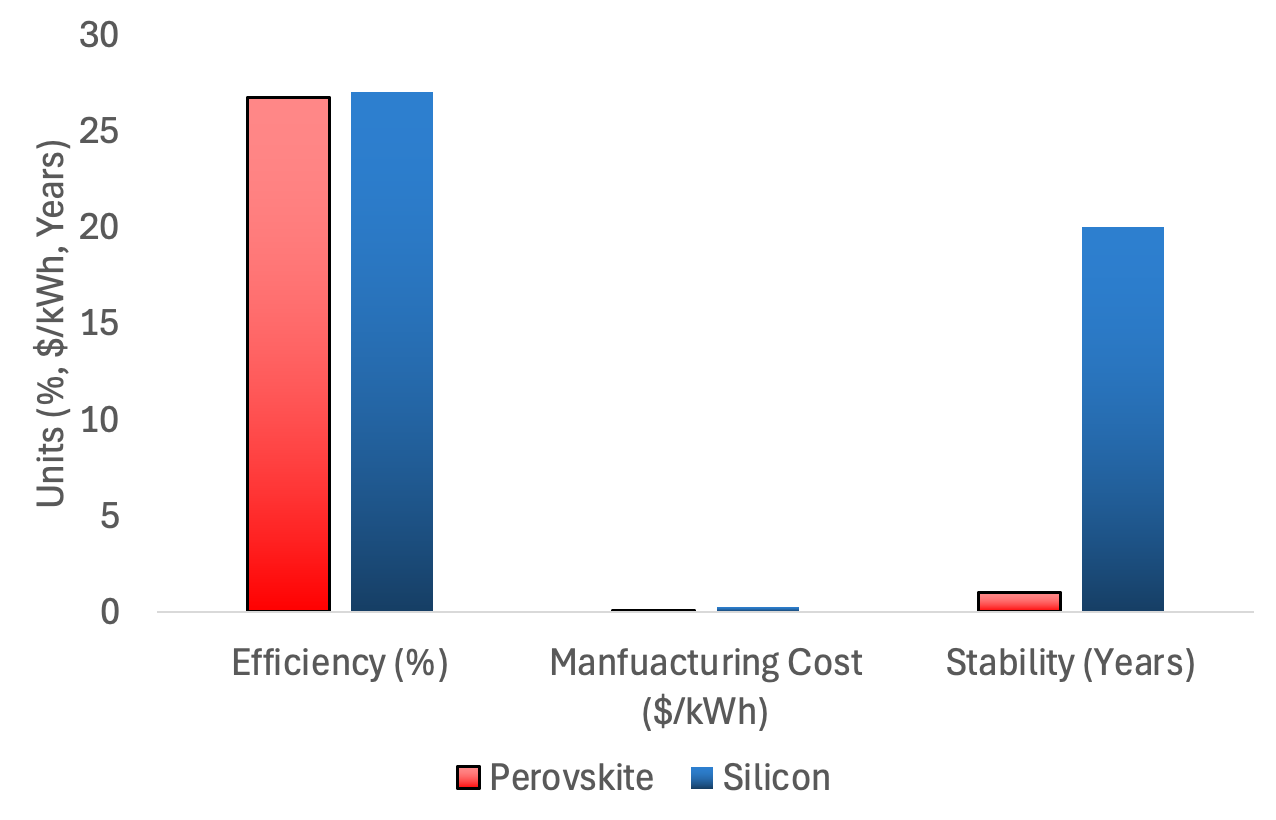 30
25
20
15
10
5
0
Units (%, $/kWh, Years)
Efficiency (%)
Manfuacturing Cost
($/kWh)
Stability (Years)
Perovskite
Silicon